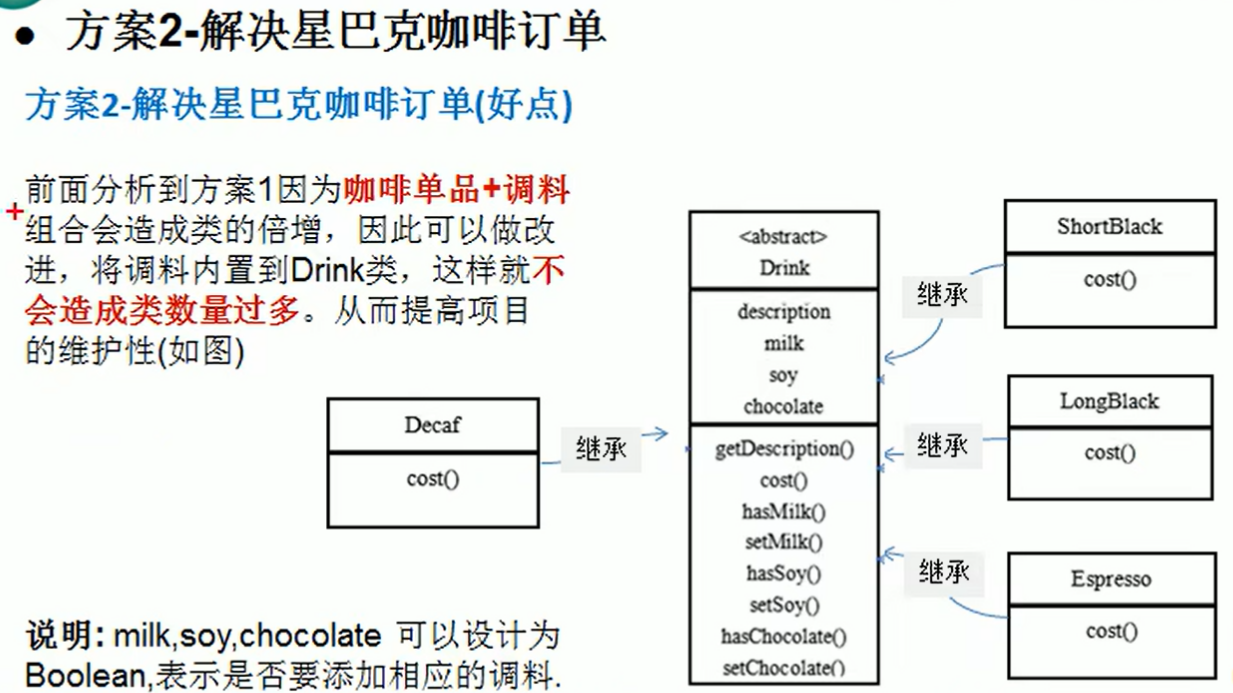 ● 方案2-解决星巴克咖啡订单
方案2-解决星巴克咖啡订单(好点)
前面分析到方案1因为咖啡单品+调料
组合会造成类的倍增，因此可以做改
进，将调料内置到Drink类，这样就不
会造成类数量过多。从而提高项目
的维护性(如图)
Decaf
cost()
继承
<abstract>
Drink
description
milk
soy
chocolate
getDescription()
cost()
hasMilk()
setMilk()
hasSoy()
setSoy()
hasChocolate()
setChocolate()
继承
ShortBlack
cost()
继承
LongBlack
cost()
继承
Espresso
cost()
说明: milk,soy,chocolate 可以设计为
Boolean,表示是否要添加相应的调料.